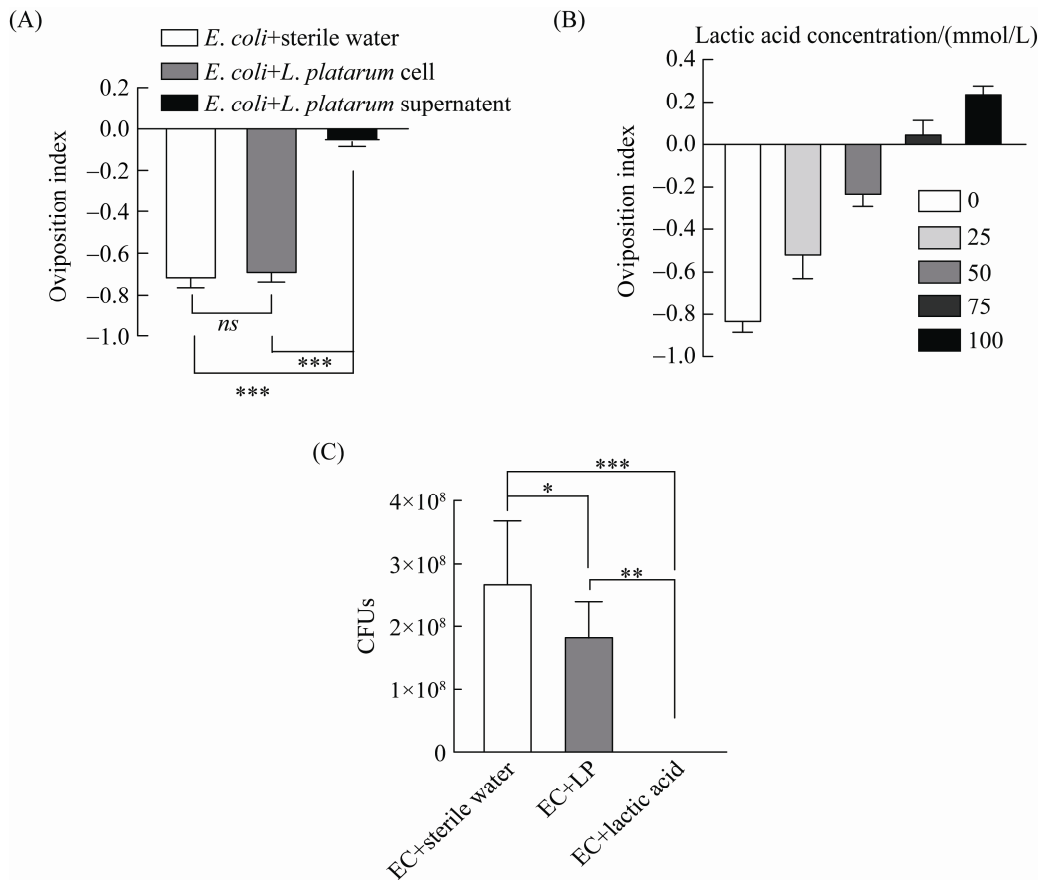 (A)
E. coli+sterile water
E. coli+L. platarum cell
E. coli+L. platarum supernatent
0.2
0.0
−0.2
−0.4
−0.6
−0.8
−1.0
Oviposition index
ns
***
***
(B)
Lactic acid concentration/(mmol/L)
0.4
0.2
0.0
−0.2
−0.4
−0.6
−0.8
−1.0
Oviposition index
0
25
50
75
100
(C)
***
*
**
4×10⁸
3×10⁸
2×10⁸
1×10⁸
0
CFUs
EC+sterile water
EC+LP
EC+lactic acid